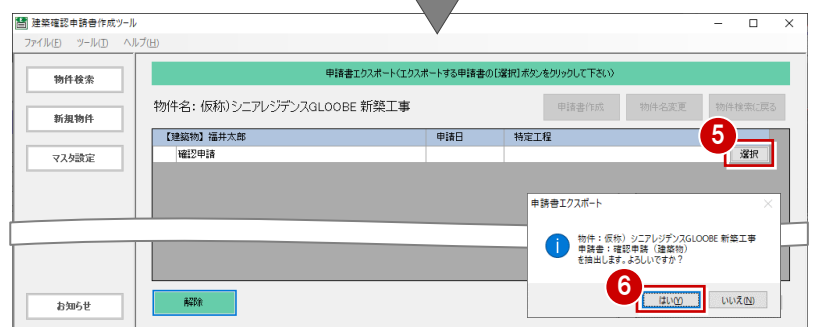 建築確認申請書作成ツール
ファイル(F) ツール(T) ヘルプ(H)
物件検索
新規物件
マスタ設定
お知らせ
申請書エクスポート(エクスポートする申請書の[選択]ボタンをクリックして下さい)
物件名: 仮称)シニアレジデンスGLOOBE 新築工事
申請書作成
物件名変更
物件検索に戻る
【建築物】福井太郎 申請日 特定工程
確認申請
選択
5
申請書エクスポート
物件:仮称)シニアレジデンスGLOOBE 新築工事
申請書:確認申請(建築物)
を抽出します。よろしいですか?
6
はい(Y)
いいえ(N)
解除